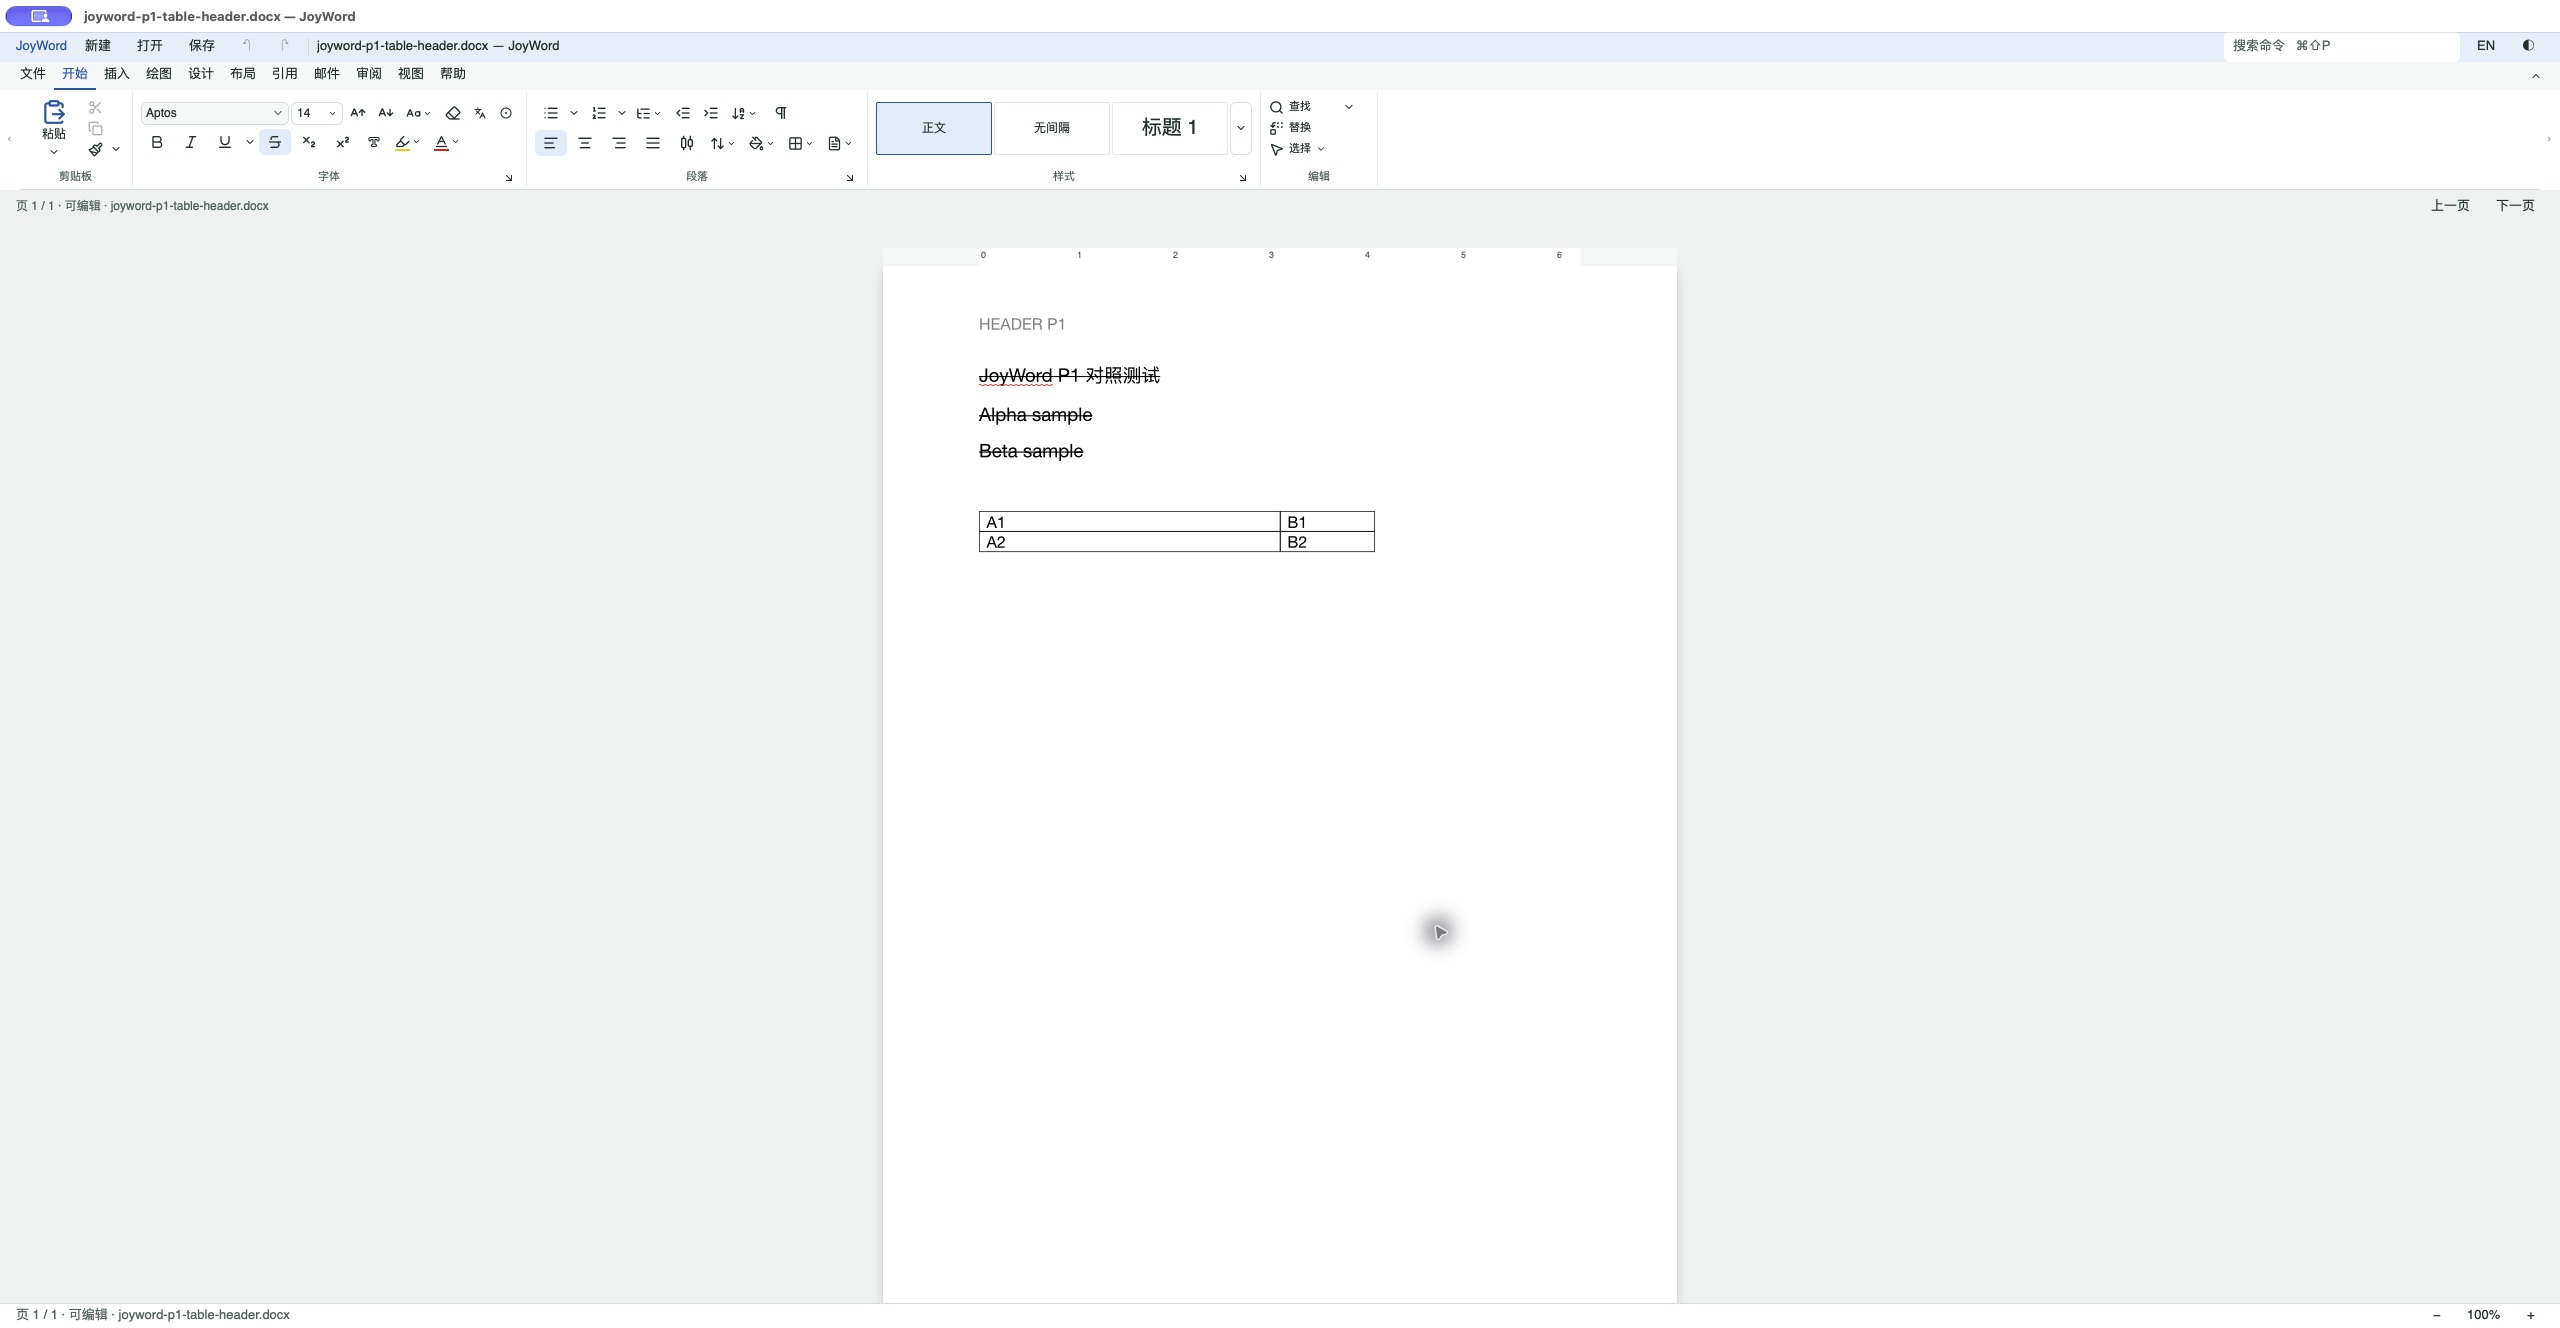 joyword-p1-table-header.docx — JoyWord
JoyWord 新建 打开 保存 joyword-p1-table-header.docx — JoyWord 搜索命令 ⌘⇧P EN
文件 开始 插入 绘图 设计 布局 引用 邮件 审阅 视图 帮助
粘贴
剪贴板
Aptos 14
字体
段落
正文 无间隔 标题 1
样式
查找
替换
选择
编辑
页 1 / 1 · 可编辑 · joyword-p1-table-header.docx 上一页 下一页
0 1 2 3 4 5 6
HEADER P1
JoyWord P1 对照测试
Alpha sample
Beta sample
A1 B1
A2 B2
页 1 / 1 · 可编辑 · joyword-p1-table-header.docx − 100% +